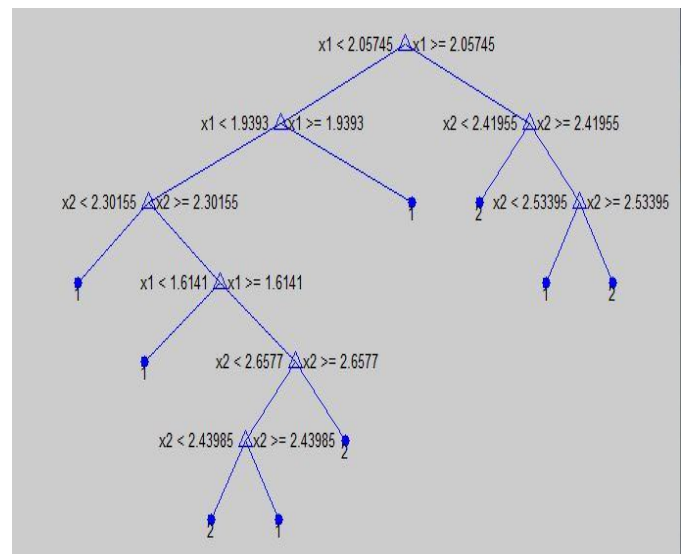 x1 < 2.05745 x1 >= 2.05745
x1 < 1.9393 x1 >= 1.9393
x2 < 2.41955 x2 >= 2.41955
x2 < 2.30155 x2 >= 2.30155
1
2
x2 < 2.53395 x2 >= 2.53395
1
x1 < 1.6141 x1 >= 1.6141
1
2
1
x2 < 2.6577 x2 >= 2.6577
x2 < 2.43985 x2 >= 2.43985
2
2
1